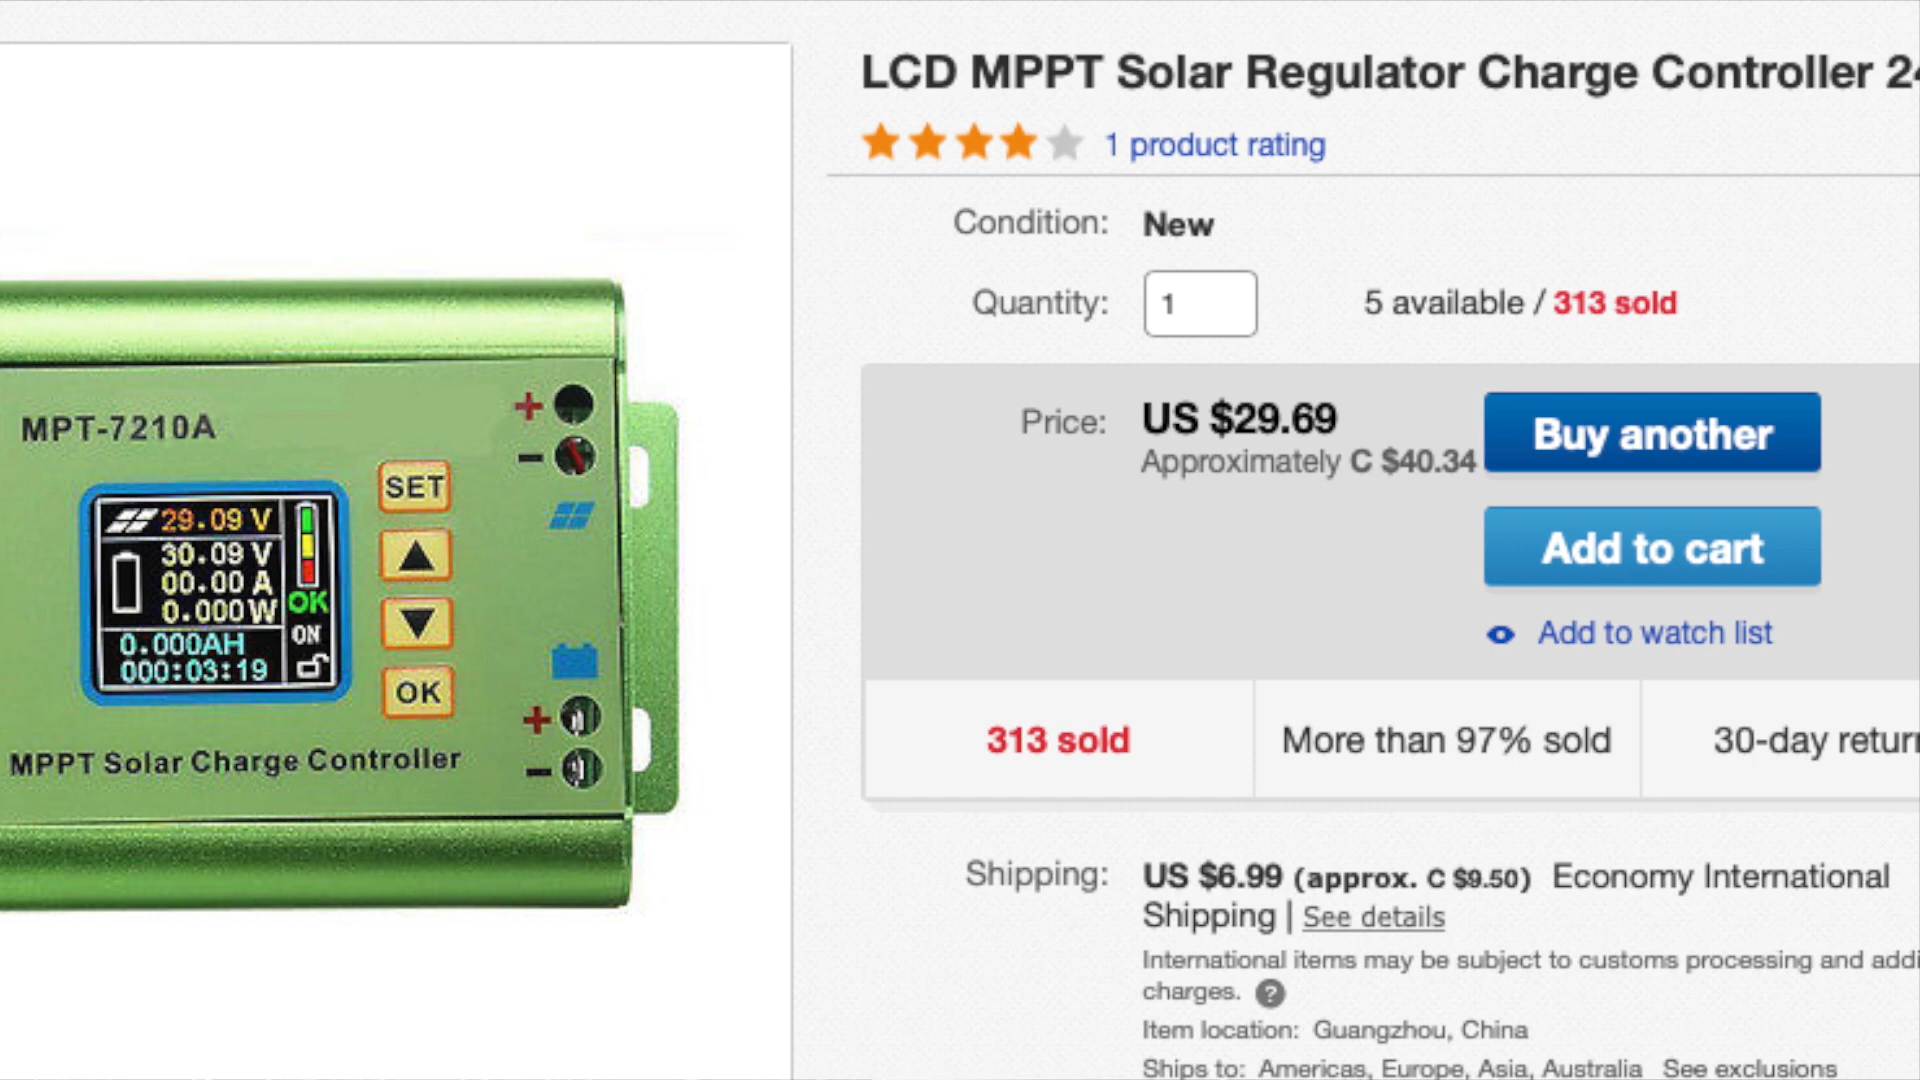 LCD MPPT Solar Regulator Charge Controller 24
1 product rating
Condition: New
Quantity: 1 5 available / 313 sold
Price: US $29.69
Approximately C $40.34
Buy another
Add to cart
Add to watch list
313 sold
More than 97% sold
30-day return
Shipping: US $6.99 (approx. C $9.50) Economy International
Shipping | See details
International items may be subject to customs processing and addi
charges. ?
Item location: Guangzhou, China
Ships to: Americas, Europe, Asia, Australia See exclusions
MPT-7210A
29.09 V
30.09 V
00.00 A
0.000W
0.000AH
000:03:19
OK
ON
SET
OK
+
−
+
−
MPPT Solar Charge Controller